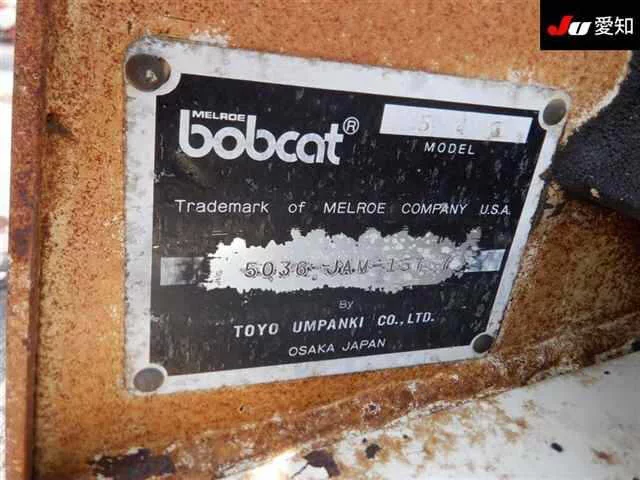 Ju 愛知
MELROE
bobcat®
MODEL
Trademark of MELROE COMPANY U.S.A.
By
TOYO UMPANKI CO., LTD.
OSAKA JAPAN